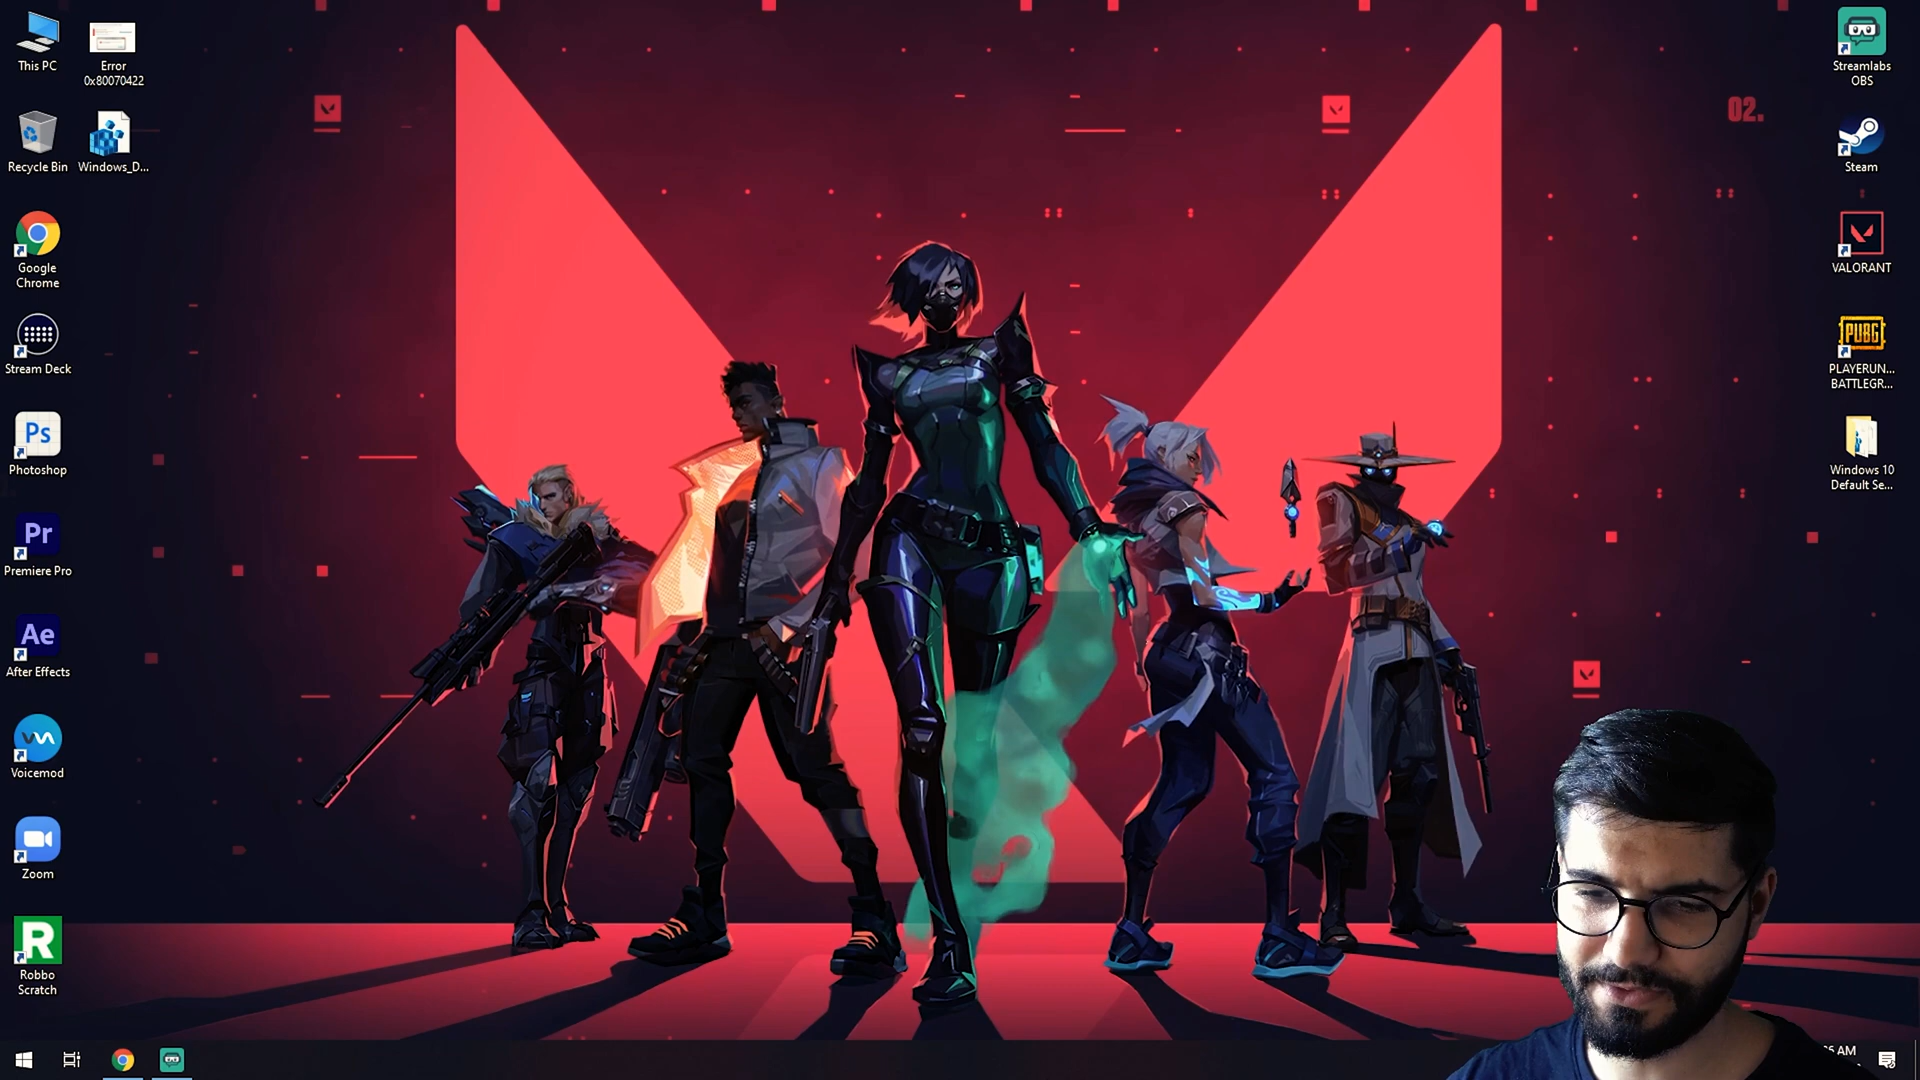 This PC
Error
0x80070422
Recycle Bin
Windows_D...
Google
Chrome
Stream Deck
Ps
Photoshop
Pr
Premiere Pro
Ae
After Effects
Voicemod
Zoom
R
Robbo
Scratch
Streamlabs
OBS
02.
Steam
VALORANT
PUBG
PLAYERUN...
BATTLEGR...
Windows 10
Default Se...
AM